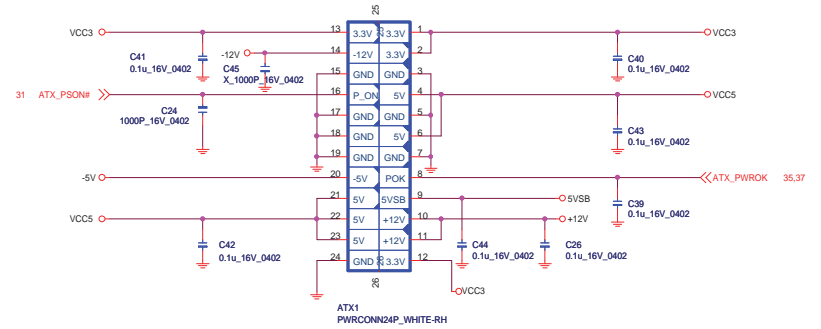 25
VCC3
13
3.3V
25
3.3V
1
VCC3
-12V
14
-12V
3.3V
2
C41
0.1u_16V_0402
C45
X_1000P_16V_0402
15
GND
GND
3
C40
0.1u_16V_0402
31 ATX_PSON#
16
P_ON
5V
4
VCC5
C24
1000P_16V_0402
17
GND
GND
5
18
GND
5V
6
C43
0.1u_16V_0402
19
GND
GND
7
-5V
20
-5V
POK
8
ATX_PWROK 35,37
21
5V
5VSB
9
5VSB
C39
0.1u_16V_0402
VCC5
22
5V
+12V
10
+12V
23
5V
+12V
11
C42
0.1u_16V_0402
C44
0.1u_16V_0402
C26
0.1u_16V_0402
24
GND
26
3.3V
12
VCC3
26
ATX1
PWRCONN24P_WHITE-RH